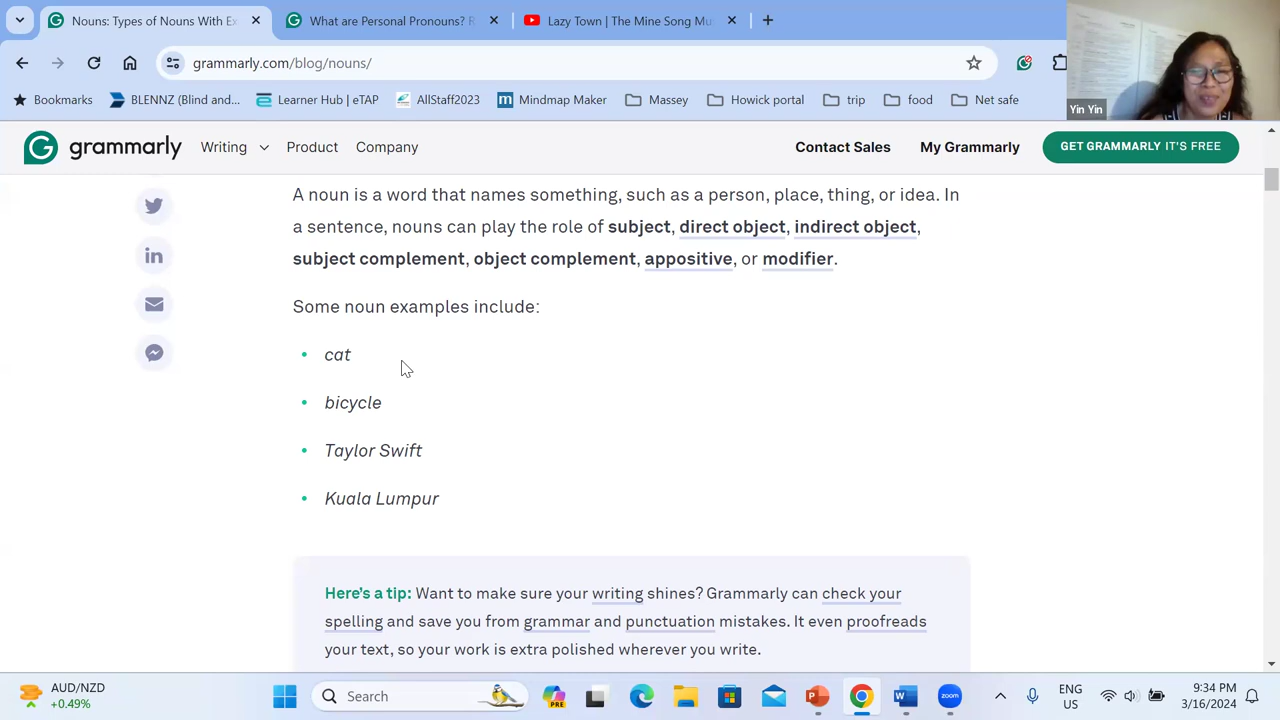 Nouns: Types of Nouns With Ex
What are Personal Pronouns? R
Lazy Town | The Mine Song Mu
grammarly.com/blog/nouns/
Bookmarks
BLENNZ (Blind and...
Learner Hub | eTAP
AllStaff2023
Mindmap Maker
Massey
Howick portal
trip
food
Net safe
Yin Yin
grammarly
Writing
Product
Company
Contact Sales
My Grammarly
GET GRAMMARLY IT'S FREE
A noun is a word that names something, such as a person, place, thing, or idea. In
a sentence, nouns can play the role of subject, direct object, indirect object,
subject complement, object complement, appositive, or modifier.
Some noun examples include:
• cat
• bicycle
• Taylor Swift
• Kuala Lumpur
Here's a tip: Want to make sure your writing shines? Grammarly can check your
spelling and save you from grammar and punctuation mistakes. It even proofreads
your text, so your work is extra polished wherever you write.
AUD/NZD
+0.49%
Search
ENG
US
9:34 PM
3/16/2024